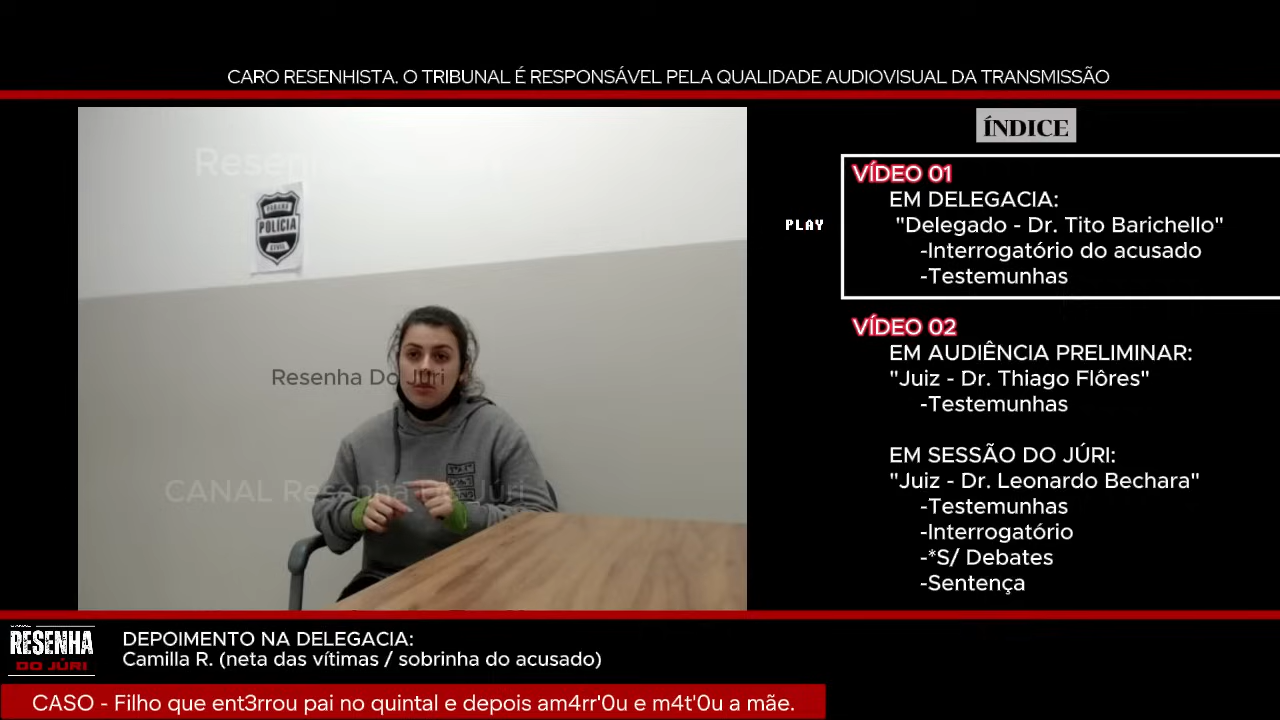 CARO RESENHISTA. O TRIBUNAL É RESPONSÁVEL PELA QUALIDADE AUDIOVISUAL DA TRANSMISSÃO
ÍNDICE
VÍDEO 01
EM DELEGACIA:
"Delegado - Dr. Tito Barichello"
-Interrogatório do acusado
-Testemunhas
PLAY
VÍDEO 02
EM AUDIÊNCIA PRELIMINAR:
"Juiz - Dr. Thiago Flôres"
-Testemunhas
EM SESSÃO DO JÚRI:
"Juiz - Dr. Leonardo Bechara"
-Testemunhas
-Interrogatório
-*S/ Debates
-Sentença
PARANÁ
POLÍCIA
CIVIL
Resenha Do Júri
CANAL Resenha Do Júri
RESENHA
DO JÚRI
DEPOIMENTO NA DELEGACIA:
Camilla R. (neta das vítimas / sobrinha do acusado)
CASO - Filho que ent3rrou pai no quintal e depois am4rr'0u e m4t'0u a mãe.